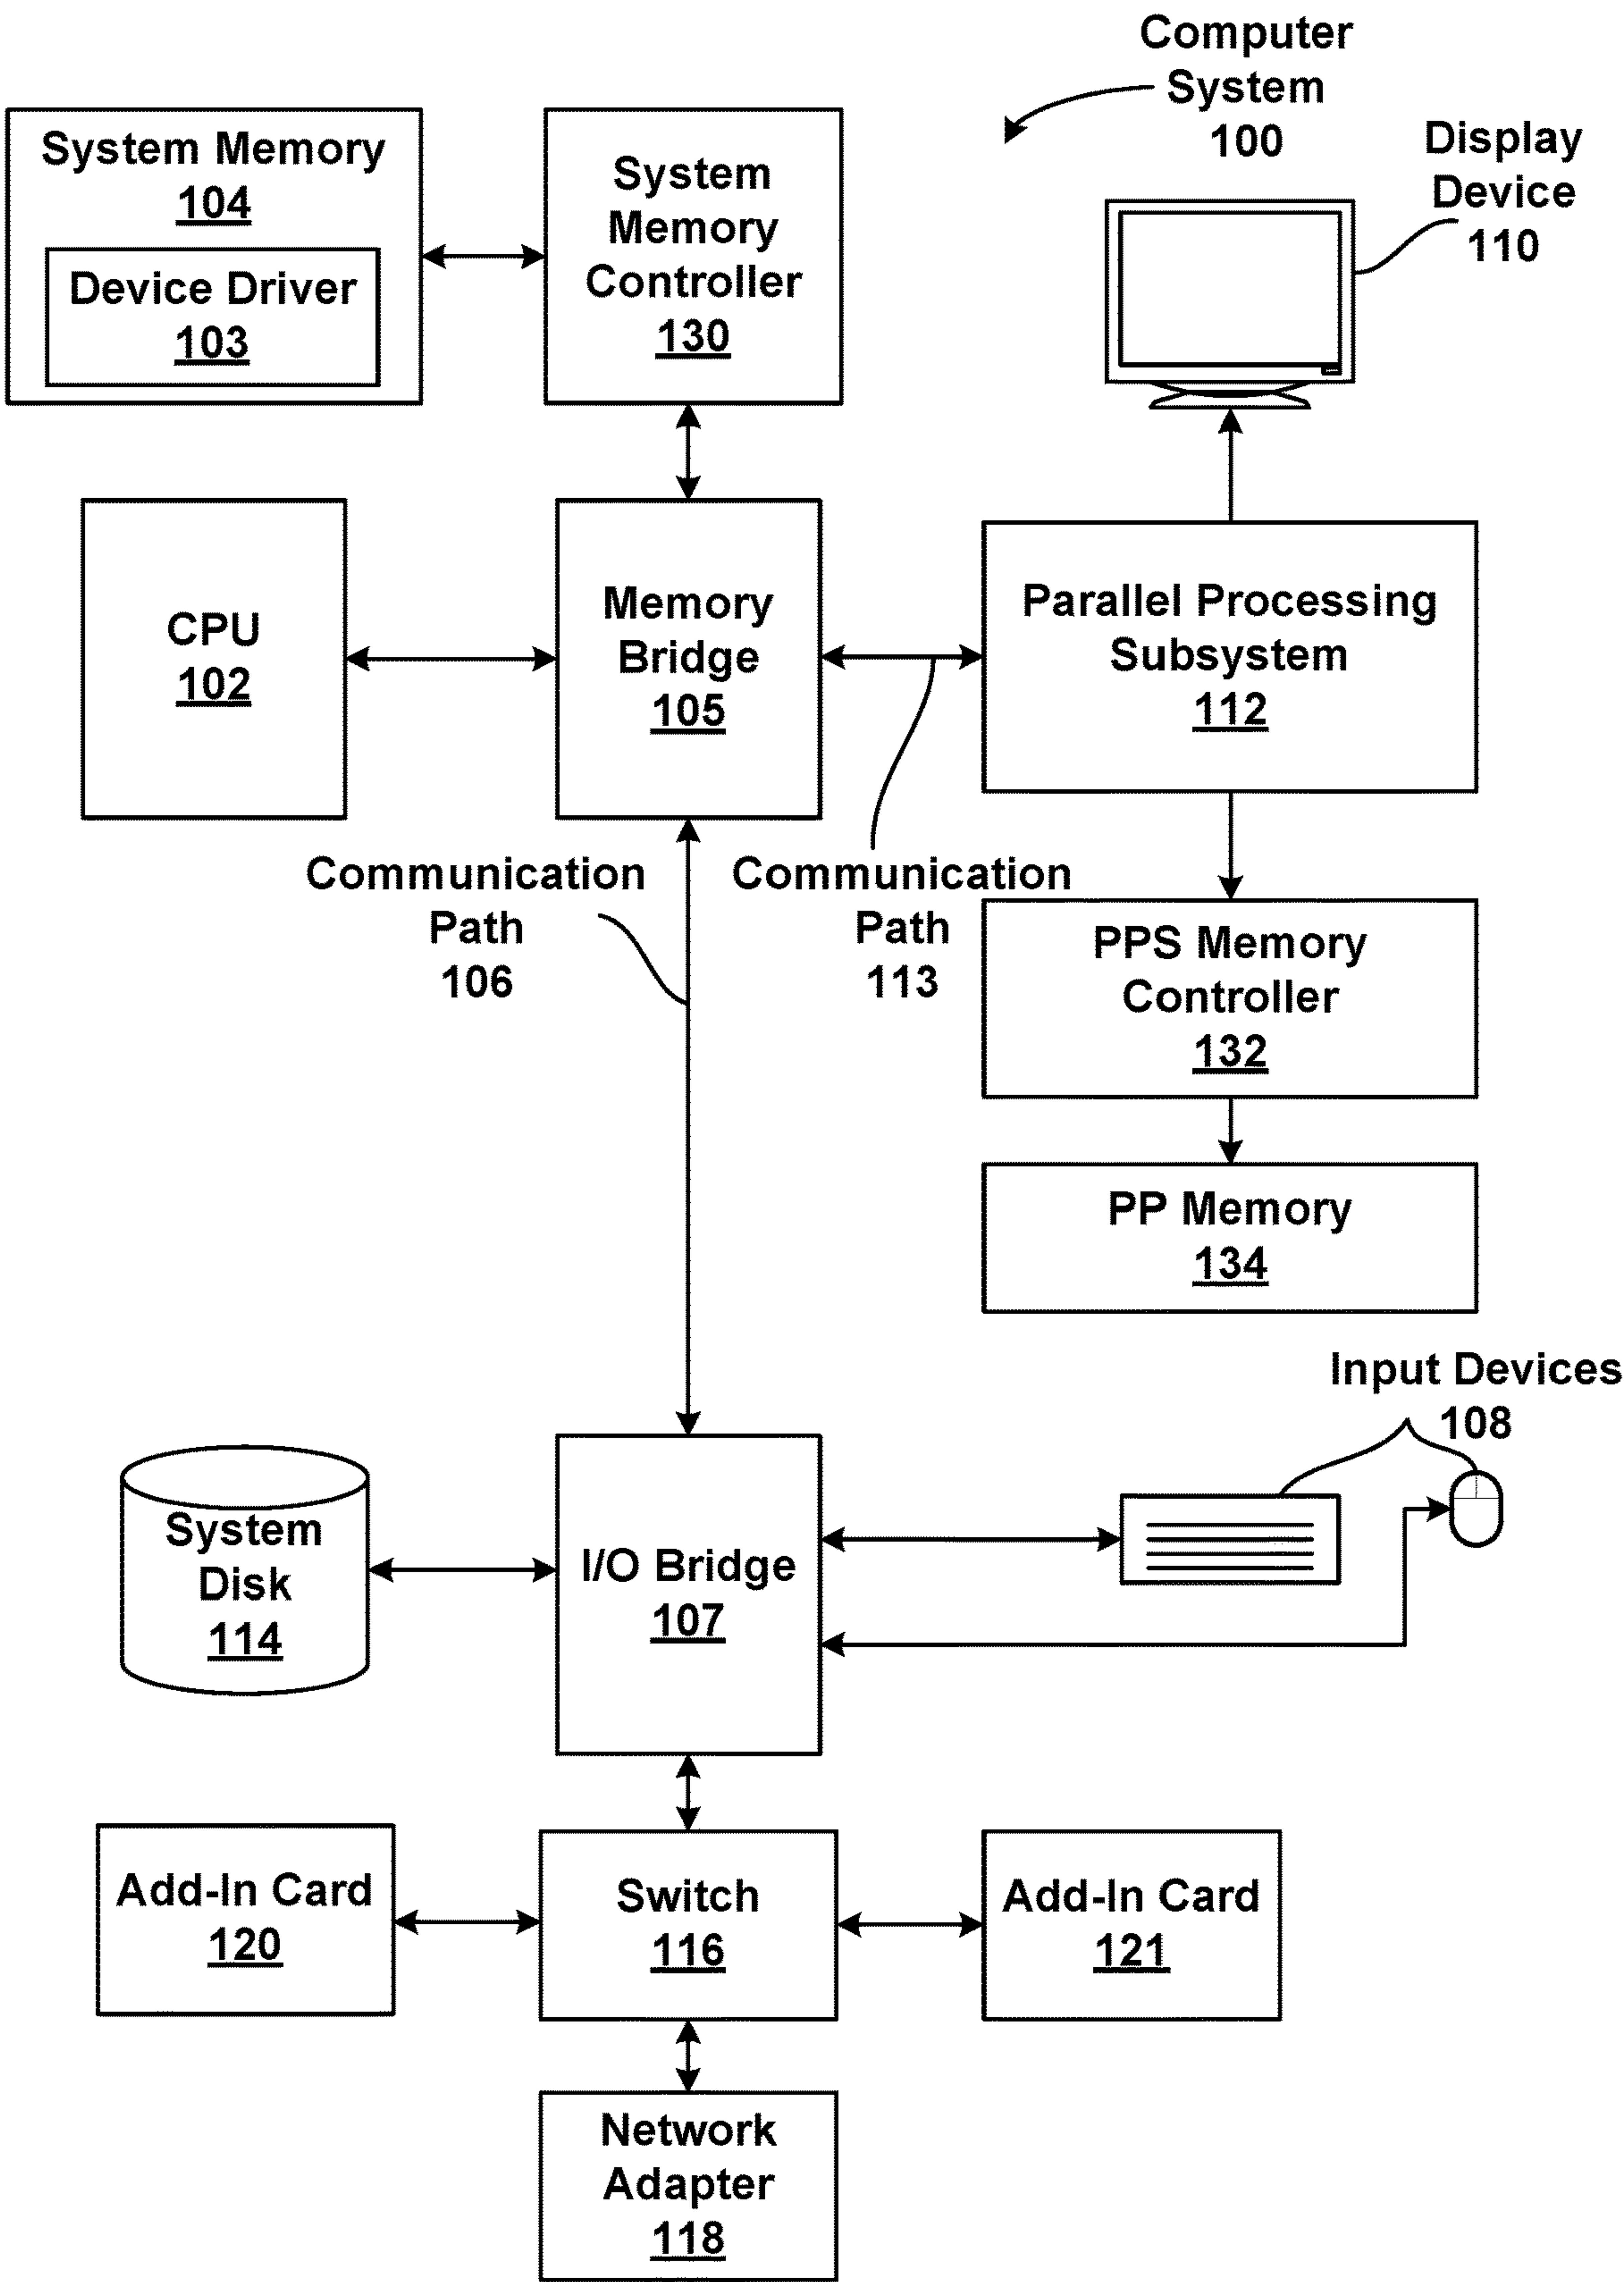 Computer
System
100
Display
Device
110
System Memory
104
Device Driver
103
System
Memory
Controller
130
CPU
102
Memory
Bridge
105
Parallel Processing
Subsystem
112
Communication
Path
106
Communication
Path
113
PPS Memory
Controller
132
PP Memory
134
Input Devices
108
System
Disk
114
I/O Bridge
107
Add-In Card
120
Switch
116
Add-In Card
121
Network
Adapter
118